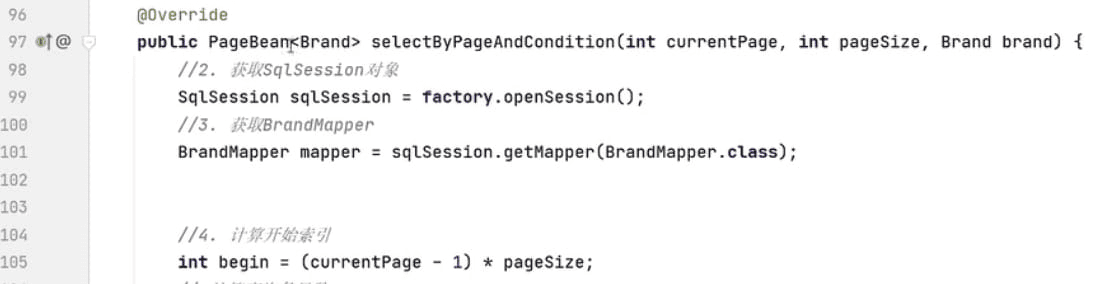 96 @Override
97 @ public PageBean<Brand> selectByPageAndCondition(int currentPage, int pageSize, Brand brand) {
98 //2. 获取SqlSession对象
99 SqlSession sqlSession = factory.openSession();
100 //3. 获取BrandMapper
101 BrandMapper mapper = sqlSession.getMapper(BrandMapper.class);
102
103
104 //4. 计算开始索引
105 int begin = (currentPage - 1) * pageSize;